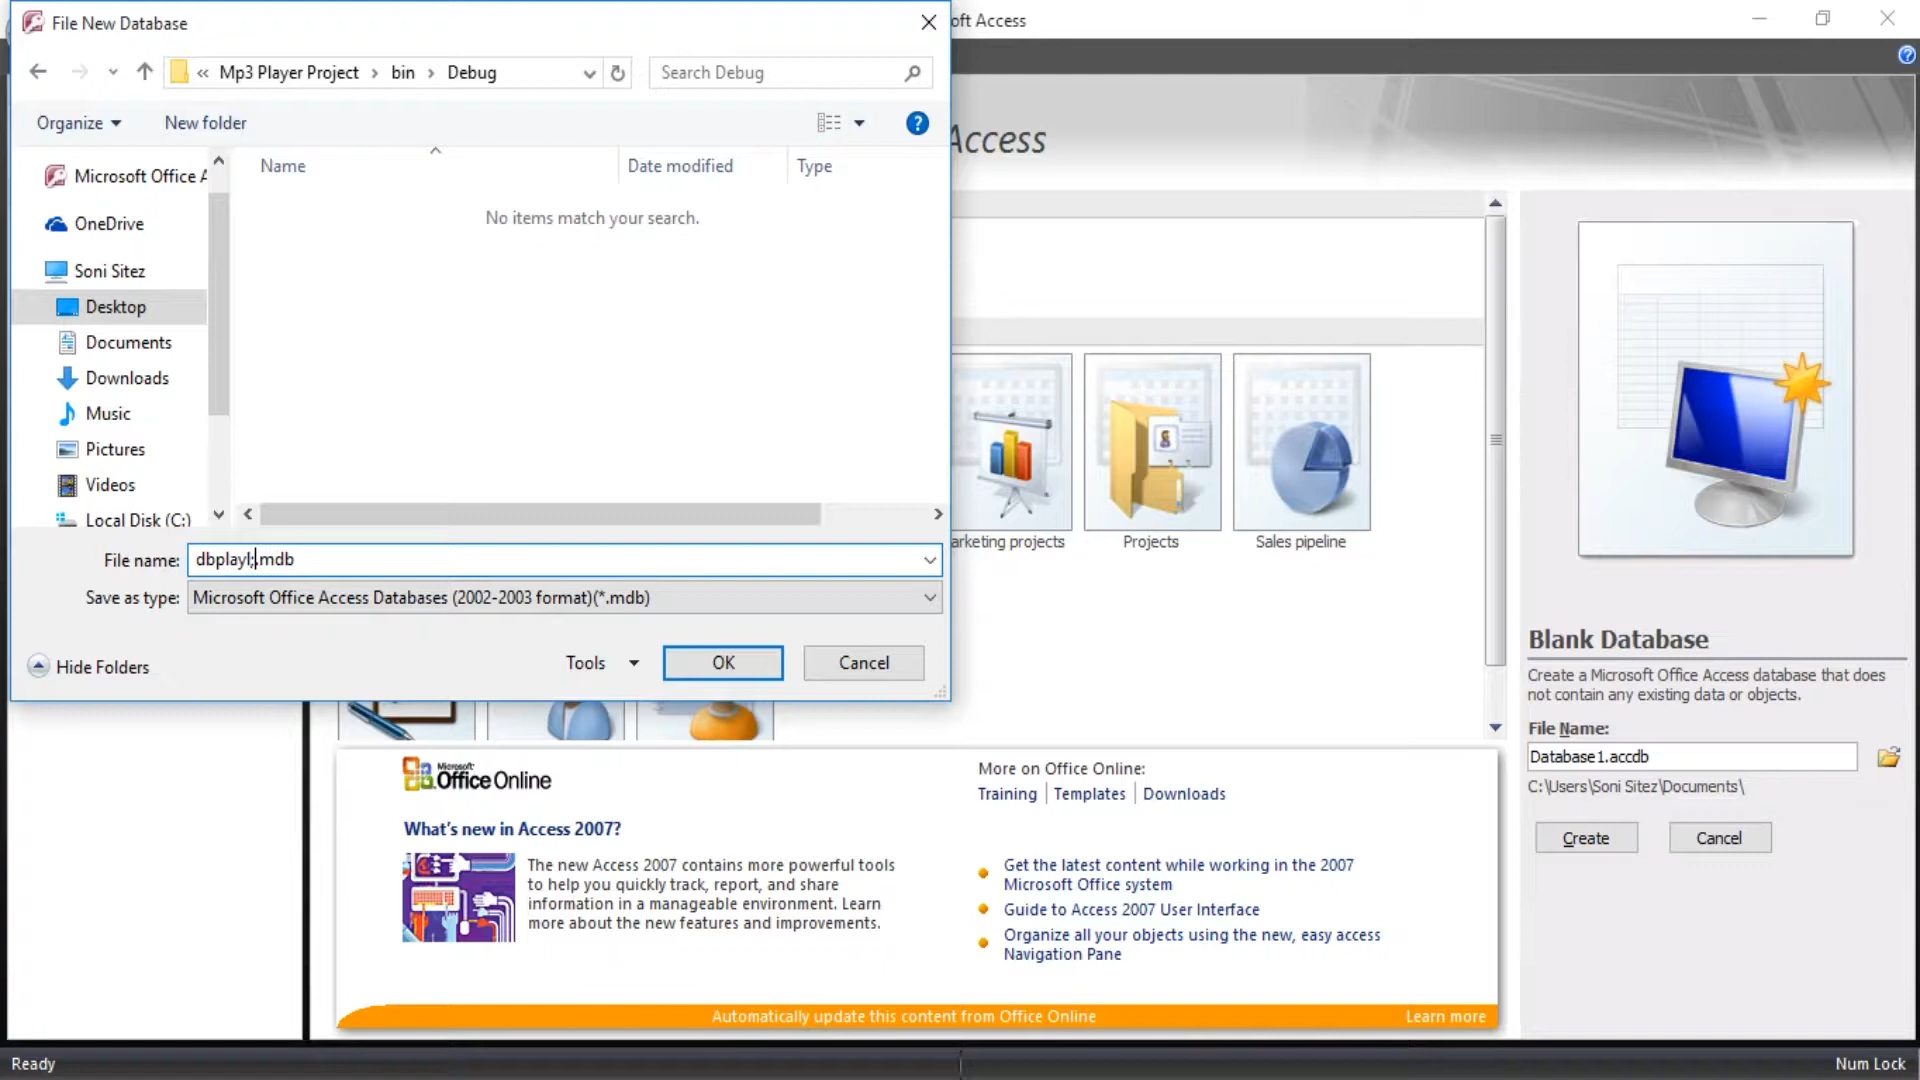 File New Database
oft Access
« Mp3 Player Project › bin › Debug
Search Debug
Organize
New folder
Access
Name
Date modified
Type
No items match your search.
Microsoft Office A
OneDrive
Soni Sitez
Desktop
Documents
Downloads
Music
Pictures
Videos
Local Disk (C:)
File name: dbplayl;.mdb
Save as type: Microsoft Office Access Databases (2002-2003 format)(*.mdb)
Hide Folders
Tools
OK
Cancel
arketing projects
Projects
Sales pipeline
Blank Database
Create a Microsoft Office Access database that does
not contain any existing data or objects.
File Name:
Database1.accdb
C:\Users\Soni Sitez\Documents\
Create
Cancel
Microsoft
Office Online
More on Office Online:
Training | Templates | Downloads
What's new in Access 2007?
The new Access 2007 contains more powerful tools
to help you quickly track, report, and share
information in a manageable environment. Learn
more about the new features and improvements.
Get the latest content while working in the 2007
Microsoft Office system
Guide to Access 2007 User Interface
Organize all your objects using the new, easy access
Navigation Pane
Automatically update this content from Office Online
Learn more
Ready
Num Lock